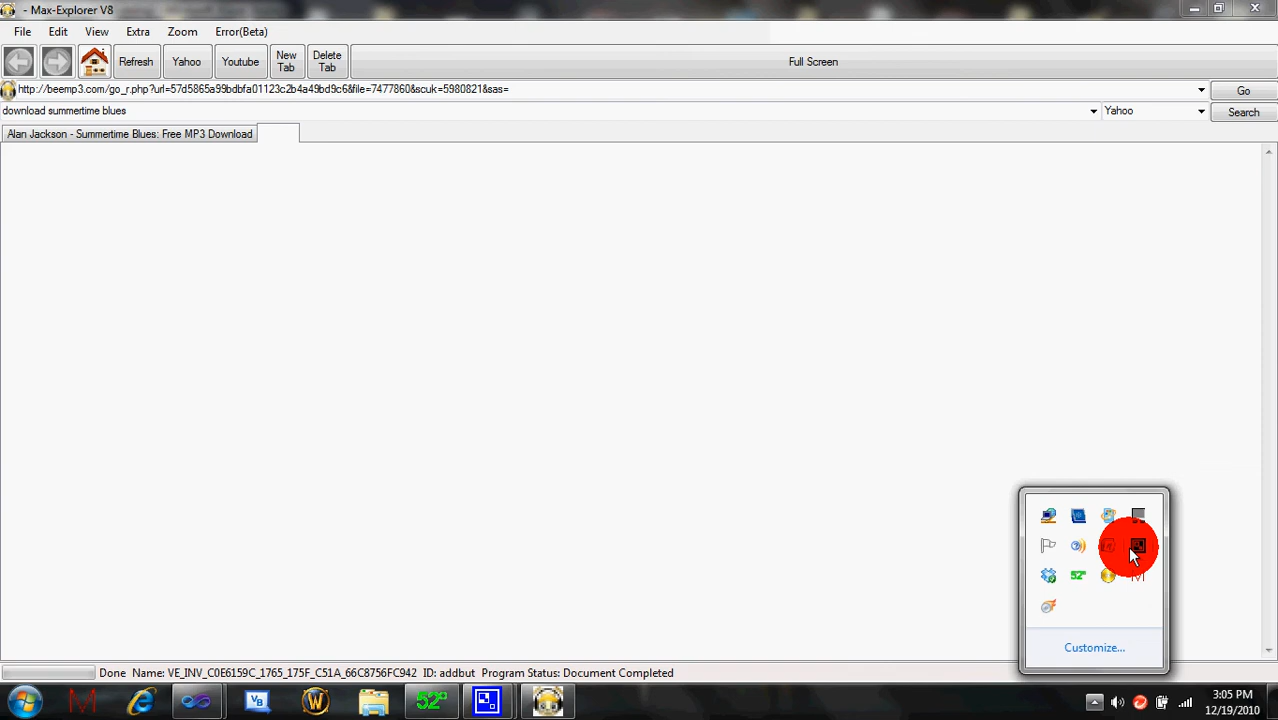 - Max-Explorer V8
File Edit View Extra Zoom Error(Beta)
Refresh Yahoo Youtube New Tab Delete Tab Full Screen
http://beemp3.com/go_r.php?url=57d5865a99bdbfa01123c2b4a49bd9c6&file=7477860&scuk=5980821&sas= Go
download summertime blues Yahoo Search
Alan Jackson - Summertime Blues: Free MP3 Download
52°
M
Customize...
Done Name: VE_INV_C0E6159C_1765_175F_C51A_66C8756FC942 ID: addbut Program Status: Document Completed
M VB W 52° 3:05 PM
12/19/2010